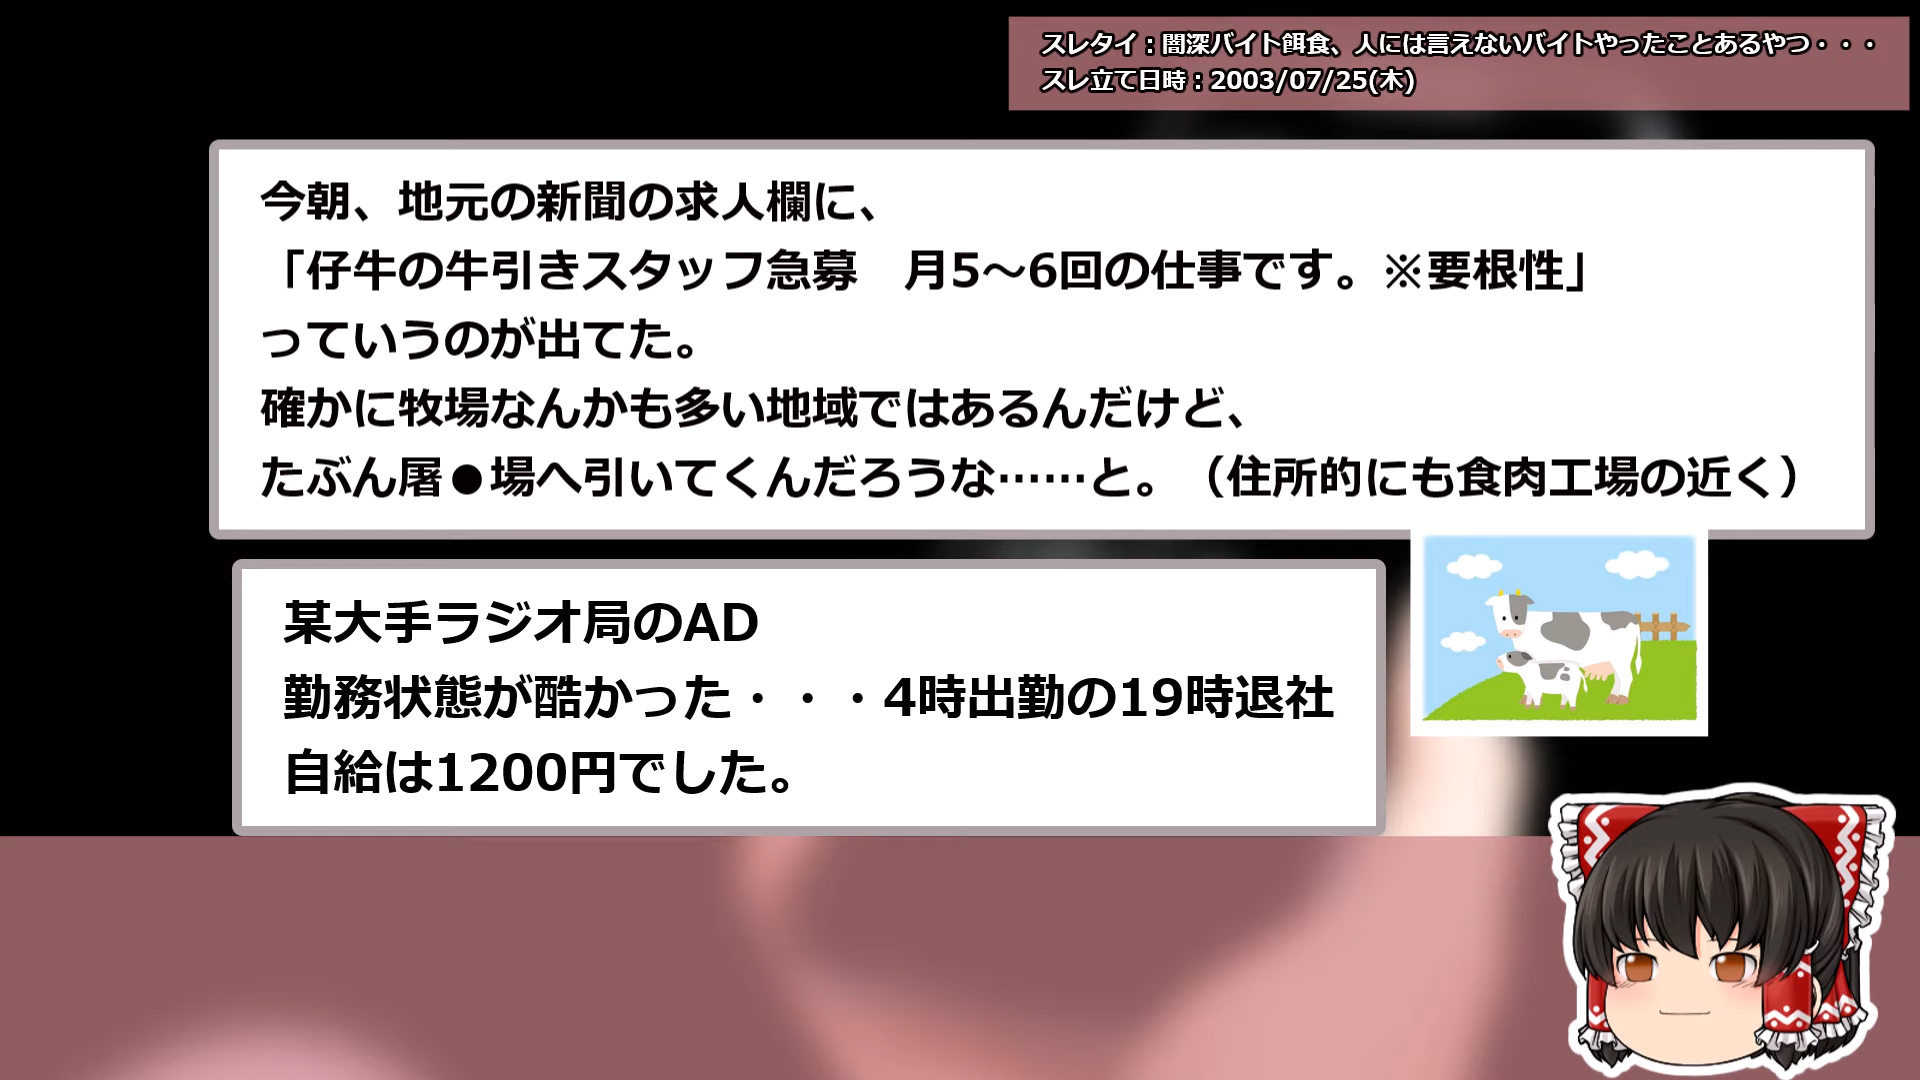 スレタイ：闇深バイト餌食、人には言えないバイトやったことあるやつ・・・
スレ立て日時：2003/07/25(木)
今朝、地元の新聞の求人欄に、
「仔牛の牛引きスタッフ急募　月5～6回の仕事です。※要根性」
っていうのが出てた。
確かに牧場なんかも多い地域ではあるんだけど、
たぶん屠●場へ引いてくんだろうな……と。（住所的にも食肉工場の近く）
某大手ラジオ局のAD
勤務状態が酷かった・・・4時出勤の19時退社
自給は1200円でした。